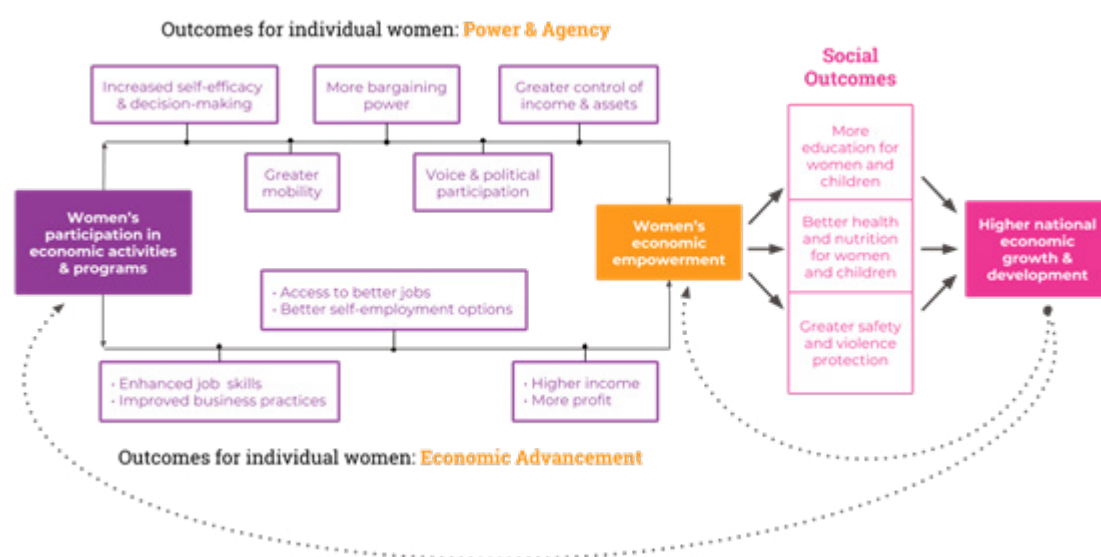 Outcomes for individual women: Power & Agency
Increased self-efficacy
& decision-making
More bargaining
power
Greater control of
income & assets
Greater
mobility
Voice & political
participation
Women's
participation in
economic activities
& programs
• Access to better jobs
• Better self-employment options
• Enhanced job skills
• Improved business practices
• Higher income
• More profit
Outcomes for individual women: Economic Advancement
Women's
economic
empowerment
Social
Outcomes
More
education for
women and
children
Better health
and nutrition
for women
and children
Greater safety
and violence
protection
Higher national
economic
growth &
development